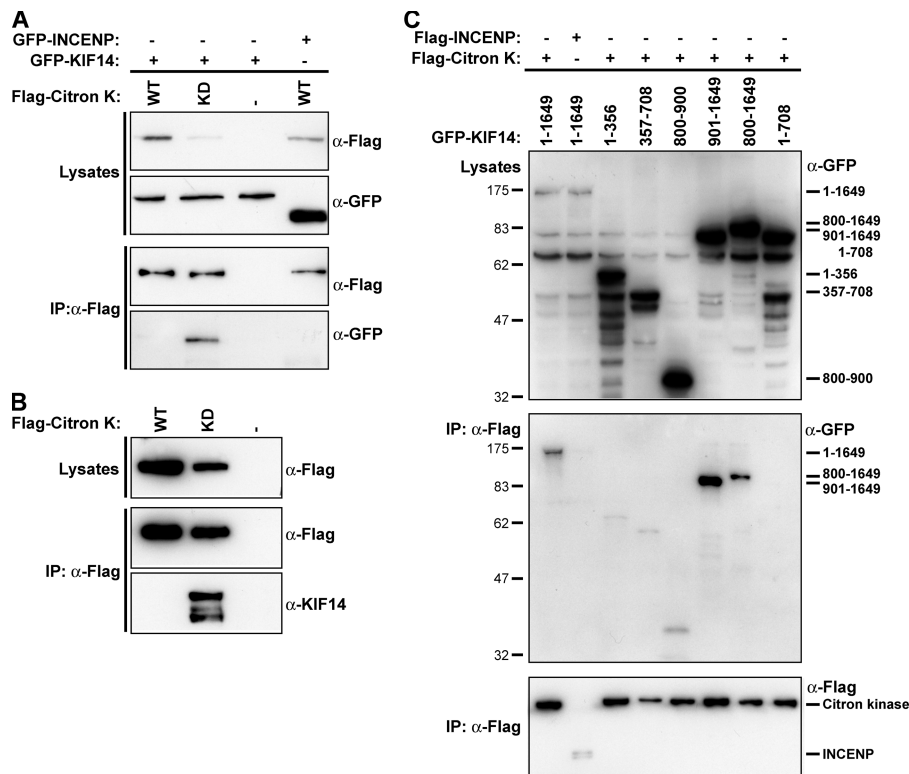 A
GFP-INCENP: - - - +
GFP-KIF14: + + + -
Flag-Citron K: WT KD - WT
Lysates
α-Flag
α-GFP
IP:α-Flag
α-Flag
α-GFP
B
Flag-Citron K: WT KD -
Lysates
α-Flag
IP: α-Flag
α-Flag
α-KIF14
C
Flag-INCENP: - + - - - - - -
Flag-Citron K: + - + + + + + +
GFP-KIF14: 1-1649 1-1649 1-356 357-708 800-900 901-1649 800-1649 1-708
Lysates
α-GFP
175
83
62
47
32
1-1649
800-1649
901-1649
1-708
1-356
357-708
800-900
IP: α-Flag
α-GFP
175
83
62
47
32
1-1649
800-1649
901-1649
IP: α-Flag
α-Flag
Citron kinase
INCENP